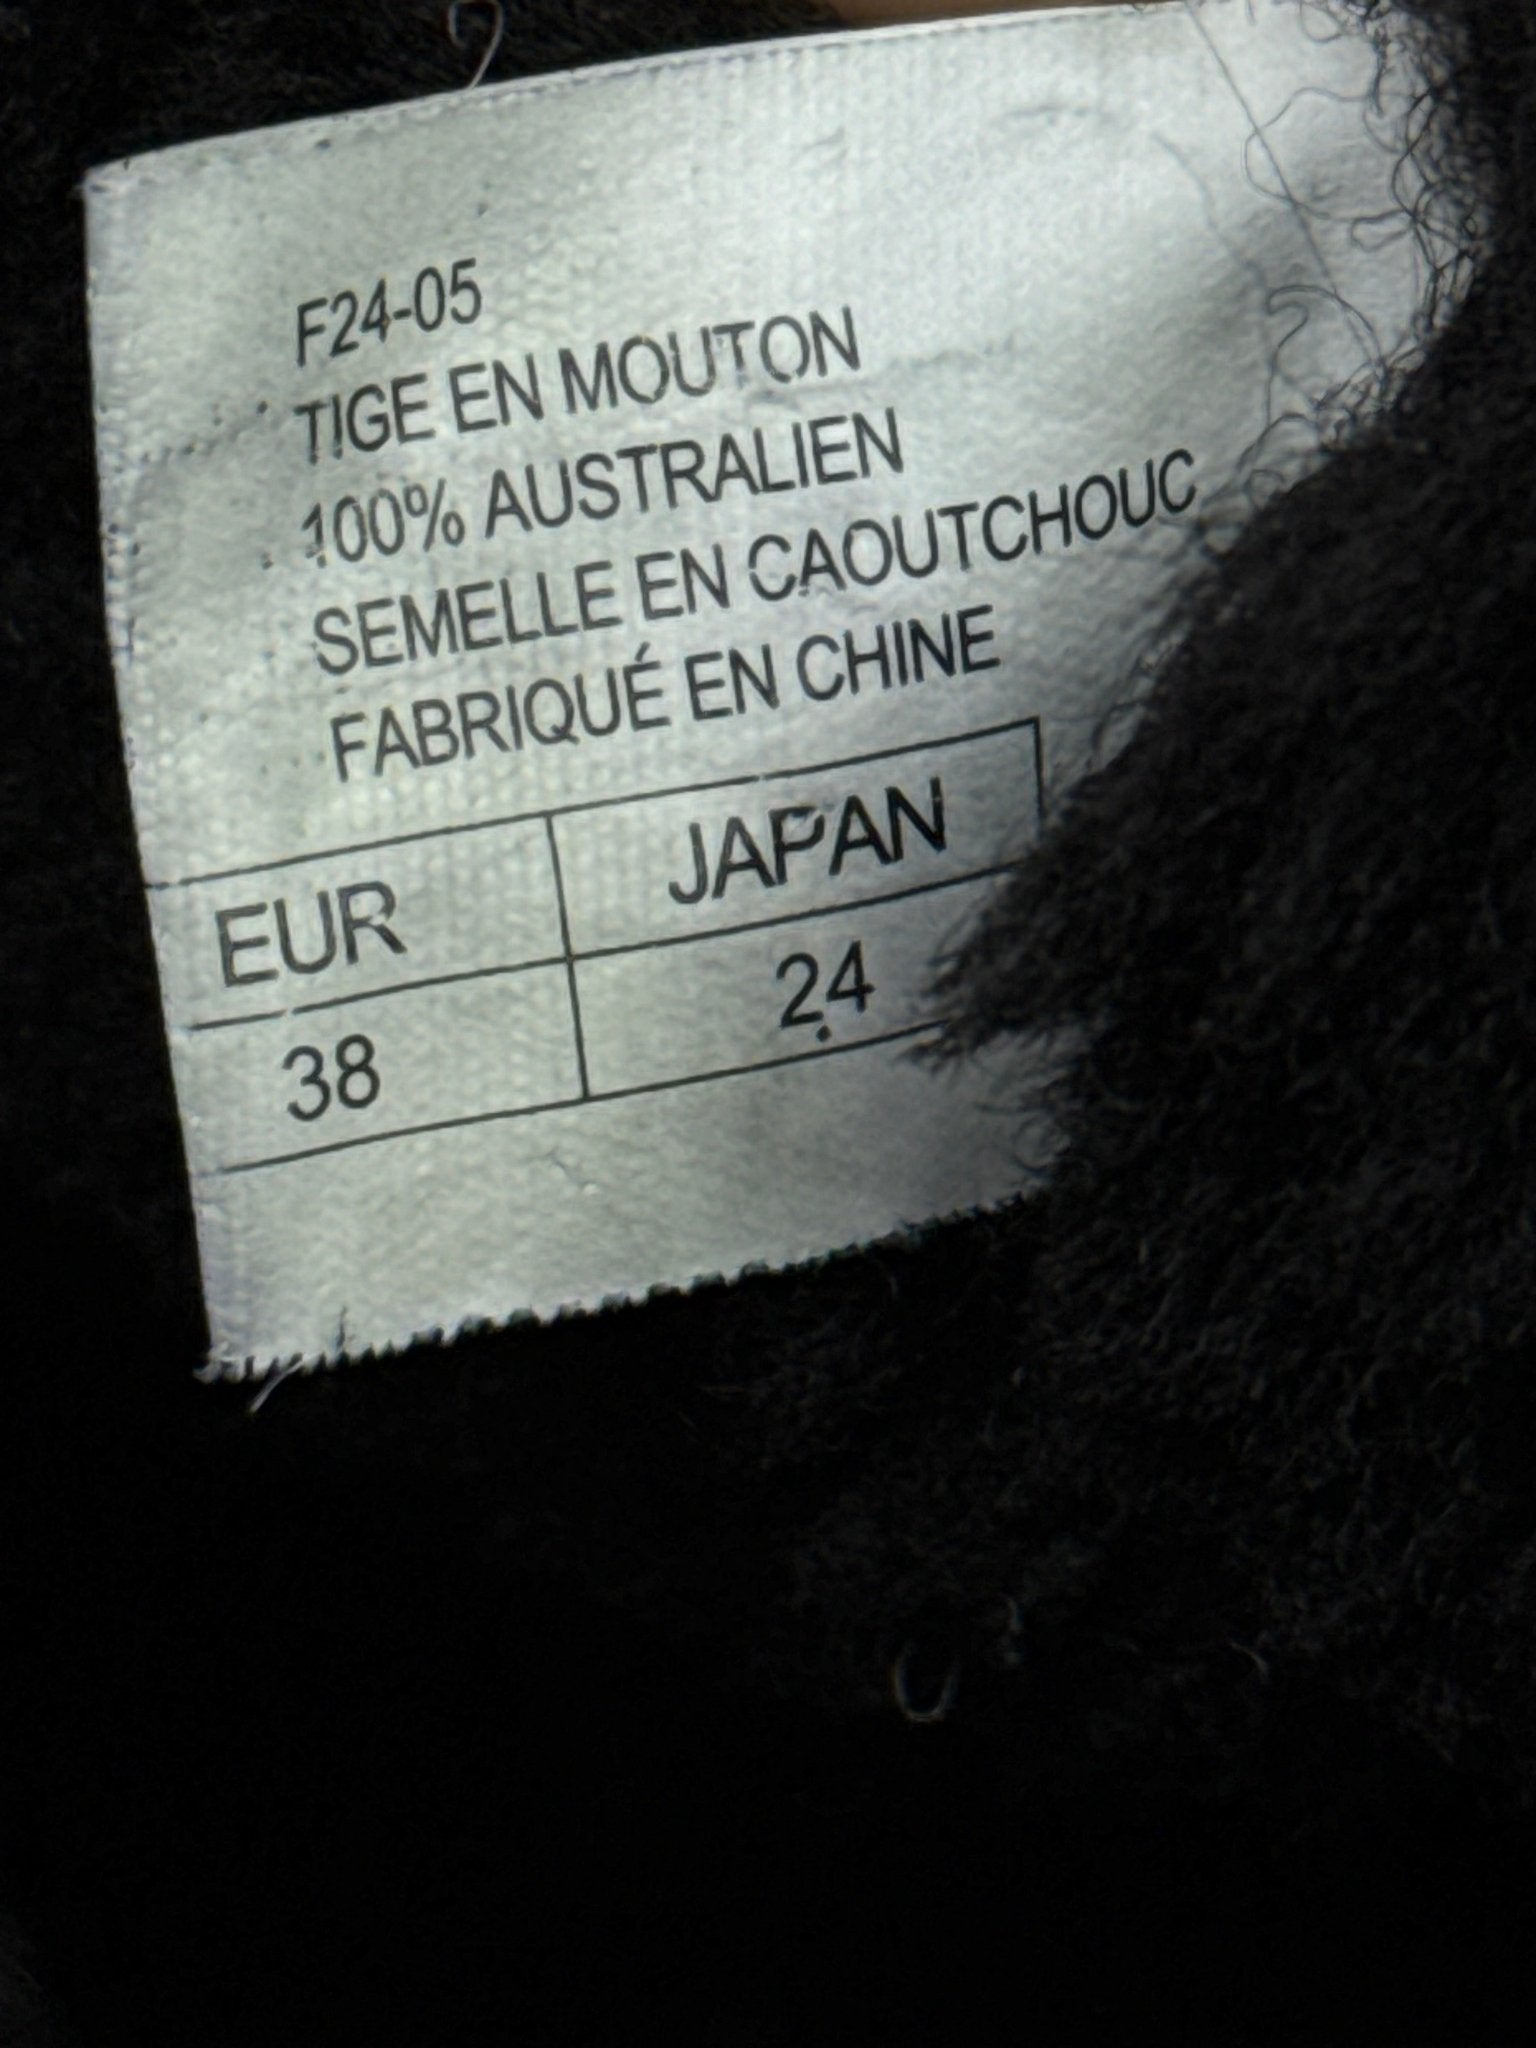 F24-05
TIGE EN MOUTON
100% AUSTRALIEN
SEMELLE EN CAOUTCHOUC
FABRIQUÉ EN CHINE
EUR JAPAN
38 24